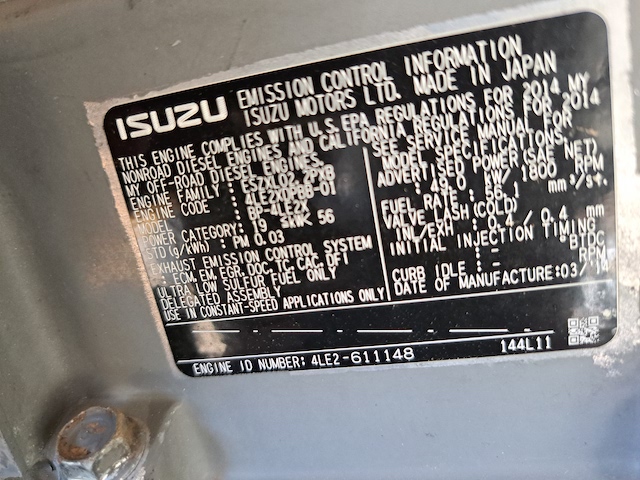 ISUZU EMISSION CONTROL INFORMATION
ISUZU MOTORS LTD. MADE IN JAPAN
THIS ENGINE COMPLIES WITH U.S. EPA REGULATIONS FOR 2014 MY
NONROAD DIESEL ENGINES AND CALIFORNIA REGULATIONS FOR 2014
MY OFF-ROAD DIESEL ENGINES.
ENGINE FAMILY : ESZXL02.2PXB
ENGINE CODE : 4LE2XDPB-01
MODEL : BP-4LE2X
POWER CATEGORY: 19 ≤kW< 56
STD (g/kWh) : PM 0.03
EXHAUST EMISSION CONTROL SYSTEM
: ECM, EM, EGR, DOC, TC, CAC, DFI
ULTRA LOW SULFUR FUEL ONLY
DELEGATED ASSEMBLY
USE IN CONSTANT-SPEED APPLICATIONS ONLY
SEE SERVICE MANUAL FOR
MODEL SPECIFICATIONS.
ADVERTISED POWER(SAE NET)
: 49.0 kW/ 1800 RPM
FUEL RATE : 56.1 mm³/st.
VALVE LASH (COLD)
IN/EXH : 0.4 / 0.4 mm
INITIAL INJECTION TIMING
: - °BTDC
CURB IDLE : - RPM
DATE OF MANUFACTURE:03/ 14
ENGINE ID NUMBER: 4LE2-611148
144L11